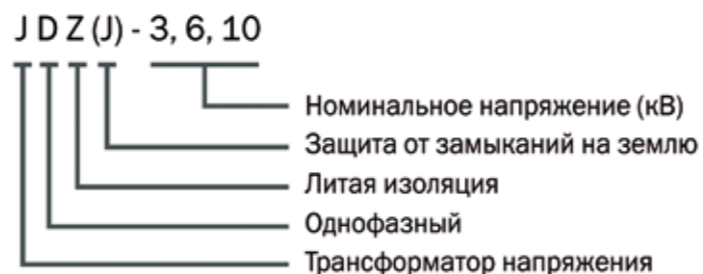 J D Z (J) - 3, 6, 10
Номинальное напряжение (кВ)
Защита от замыканий на землю
Литая изоляция
Однофазный
Трансформатор напряжения